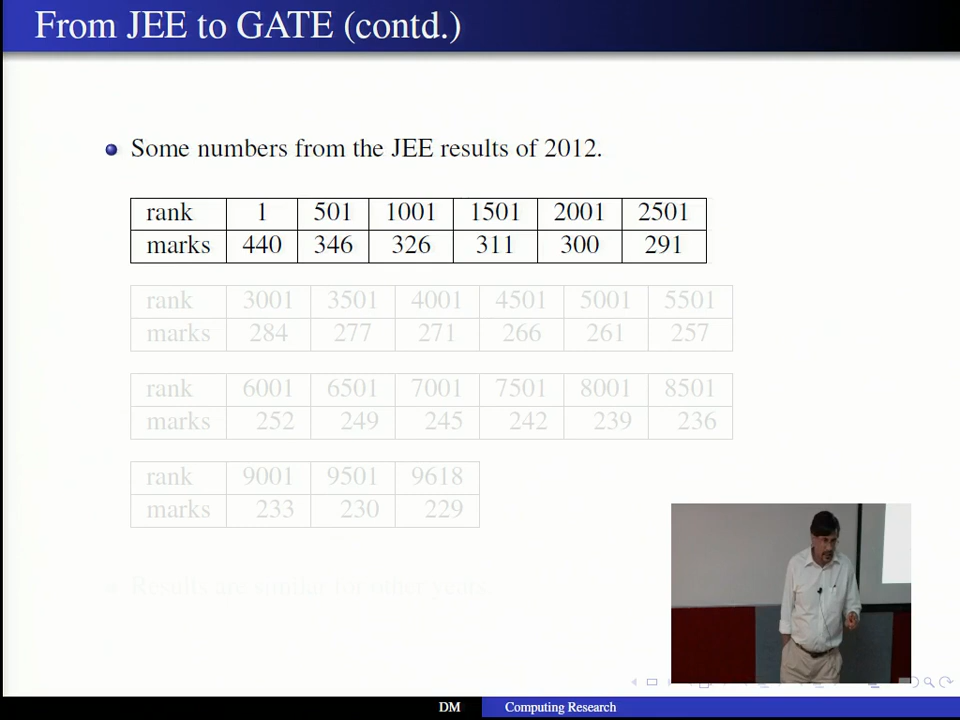 From JEE to GATE (contd.)
Some numbers from the JEE results of 2012.
rank 1 501 1001 1501 2001 2501
marks 440 346 326 311 300 291
rank 3001 3501 4001 4501 5001 5501
marks 284 277 271 266 261 257
rank 6001 6501 7001 7501 8001 8501
marks 252 249 245 242 239 236
rank 9001 9501 9618
marks 233 230 229
Results are similar for other years.
DM Computing Research